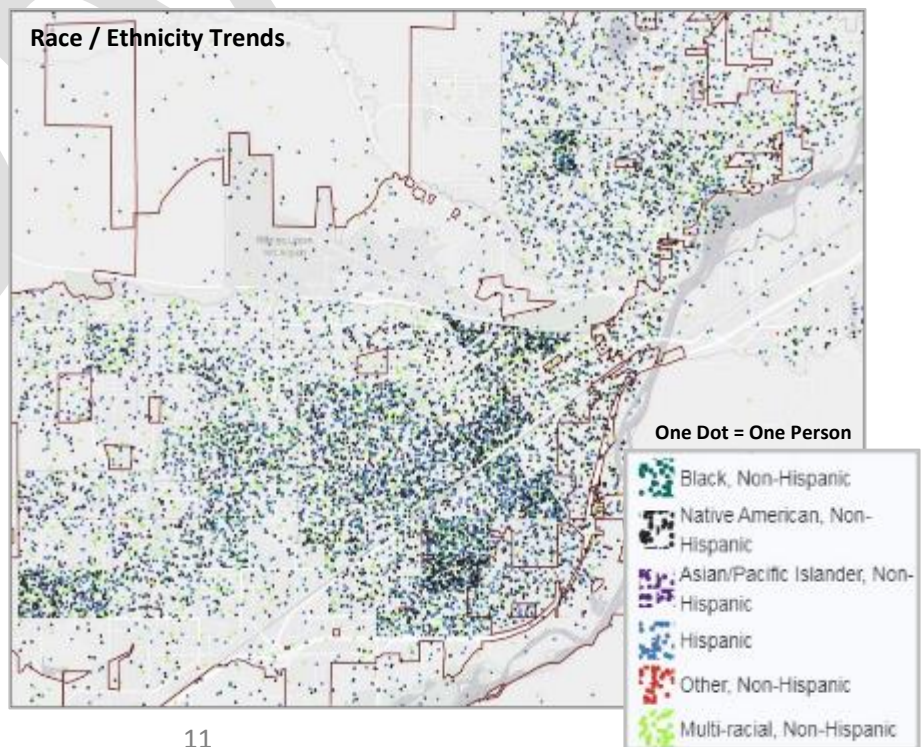 Race / Ethnicity Trends
One Dot = One Person
Black, Non-Hispanic
Native American, Non-
Hispanic
Asian/Pacific Islander, Non-
Hispanic
Hispanic
Other, Non-Hispanic
Multi-racial, Non-Hispanic
11